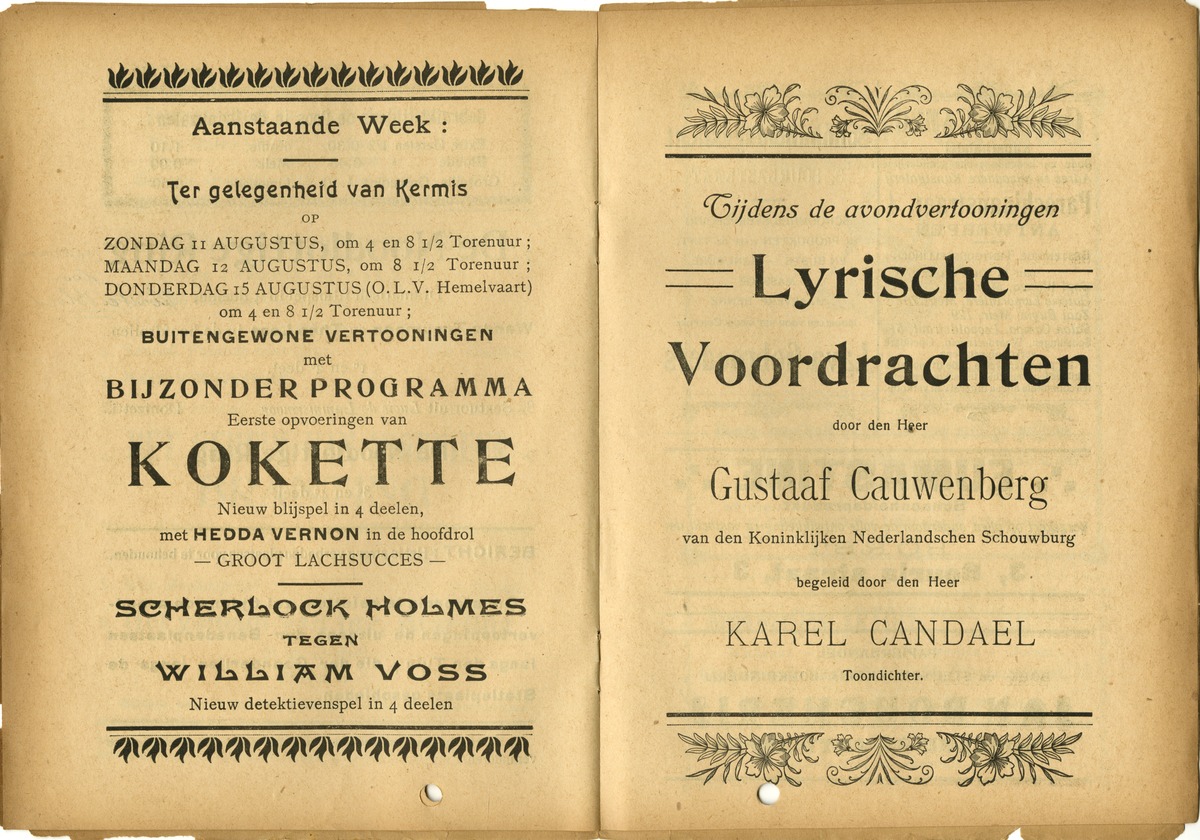 Aanstaande Week :
Ter gelegenheid van Kermis
OP
ZONDAG 11 AUGUSTUS, om 4 en 8 1/2 Torenuur ;
MAANDAG 12 AUGUSTUS, om 8 1/2 Torenuur ;
DONDERDAG 15 AUGUSTUS (O.L.V. Hemelvaart)
om 4 en 8 1/2 Torenuur ;
BUITENGEWONE VERTOONINGEN
met
BIJZONDER PROGRAMMA
Eerste opvoeringen van
KOKETTE
Nieuw blijspel in 4 deelen,
met HEDDA VERNON in de hoofdrol
— GROOT LACHSUCCES —
SCHERLOCK HOLMES
TEGEN
WILLIAM VOSS
Nieuw detektievenspel in 4 deelen
Tijdens de avondvertooningen
Lyrische
Voordrachten
door den Heer
Gustaaf Cauwenberg
van den Koninklijken Nederlandschen Schouwburg
begeleid door den Heer
KAREL CANDAEL
Toondichter.